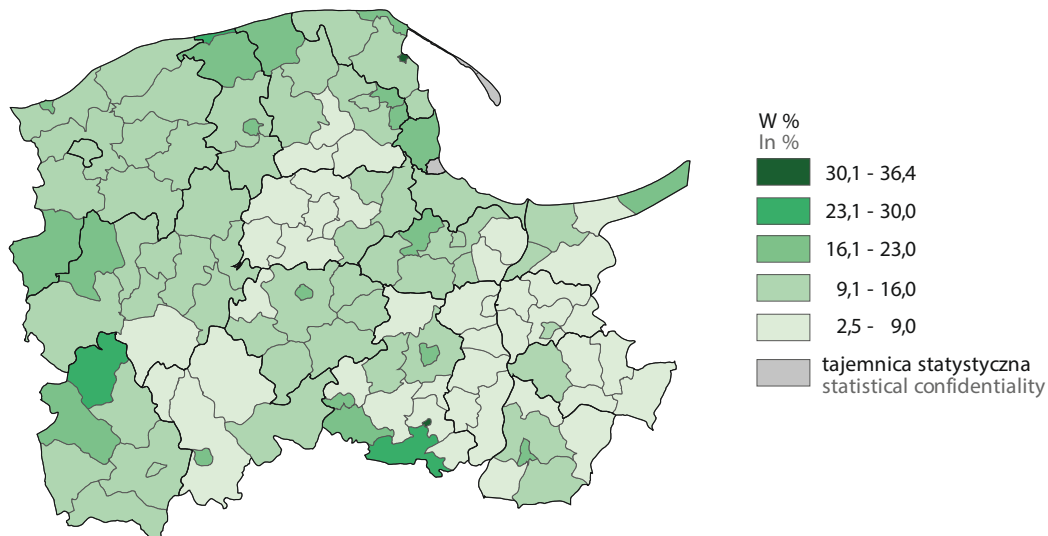 W %
In %
30,1 - 36,4
23,1 - 30,0
16,1 - 23,0
9,1 - 16,0
2,5 - 9,0
tajemnica statystyczna
statistical confidentiality